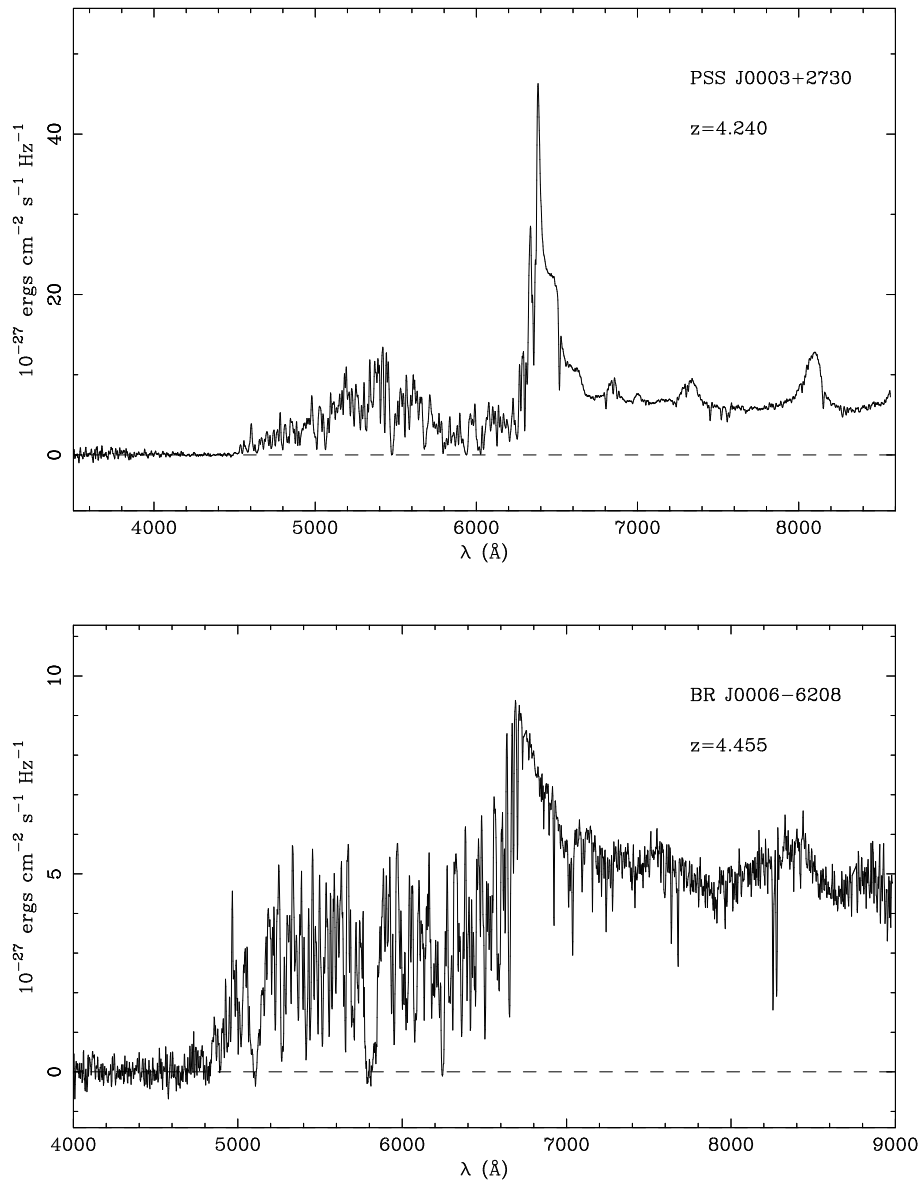 PSS J0003+2730
z=4.240
40
20
0
10⁻²⁷ ergs cm⁻² s⁻¹ Hz⁻¹
4000 5000 6000 7000 8000
λ (Å)
BR J0006−6208
z=4.455
10
5
0
10⁻²⁷ ergs cm⁻² s⁻¹ Hz⁻¹
4000 5000 6000 7000 8000 9000
λ (Å)